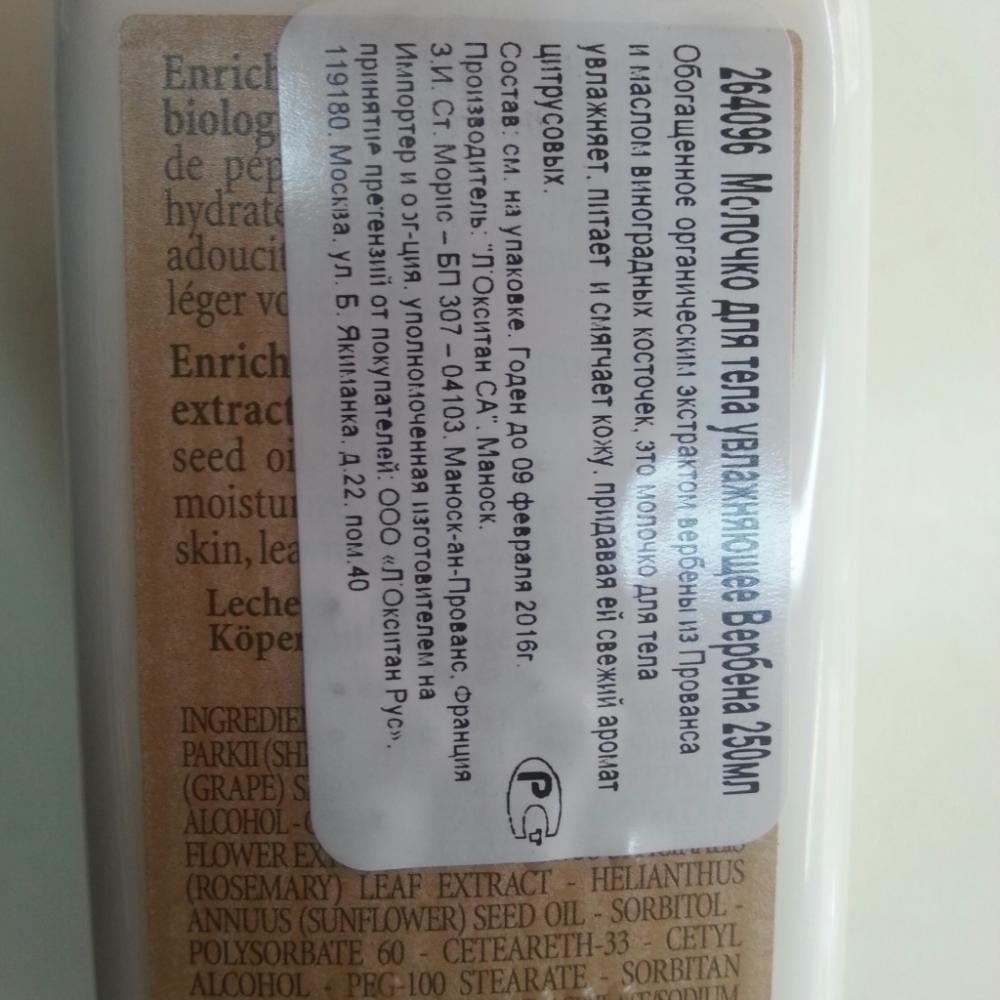 264096 Молочко для тела увлажняющее Вербена 250мл
Обогащенное органическим экстрактом вербены из Прованса
и маслом виноградных косточек, это молочко для тела
увлажняет, питает и смягчает кожу, придавая ей свежий аромат
цитрусовых.
Состав: см. на упаковке. Годен до 09 февраля 2016г.
Производитель: "Л'Окситан СА". Маноск.
З.И. Ст. Морис – БП 307 – 04103. Маноск-ан-Прованс. Франция
Импортер и орг-ция, уполномоченная изготовителем на
принятие претензий от покупателей: ООО «Л'Окситан Рус».
119180. Москва. ул. Б. Якиманка. д.22. пом.40
РСт
Enrich
biolog
de pép
hydrate
adoucit
léger vo
Enrich
extract
seed oi
moistu
skin, lea
Leche
Köper
INGREDIE
PARKII (SH
(GRAPE) S
ALCOHOL -
FLOWER EXT
(ROSEMARY) LEAF EXTRACT - HELIANTHUS
ANNUUS (SUNFLOWER) SEED OIL - SORBITOL -
POLYSORBATE 60 - CETEARETH-33 - CETYL
ALCOHOL - PEG-100 STEARATE - SORBITAN